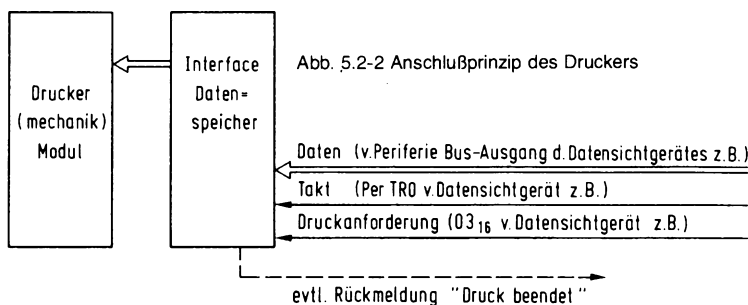 Drucker
(mechanik)
Modul
Interface
Daten=
speicher
Abb. 5.2-2 Anschlußprinzip des Druckers
Daten (v.Periferie Bus-Ausgang d.Datensichtgerätes z.B.)
Takt (Per TRO v.Datensichtgerät z.B.)
Druckanforderung (03₁₆ v.Datensichtgerät z.B.)
evtl. Rückmeldung "Druck beendet"